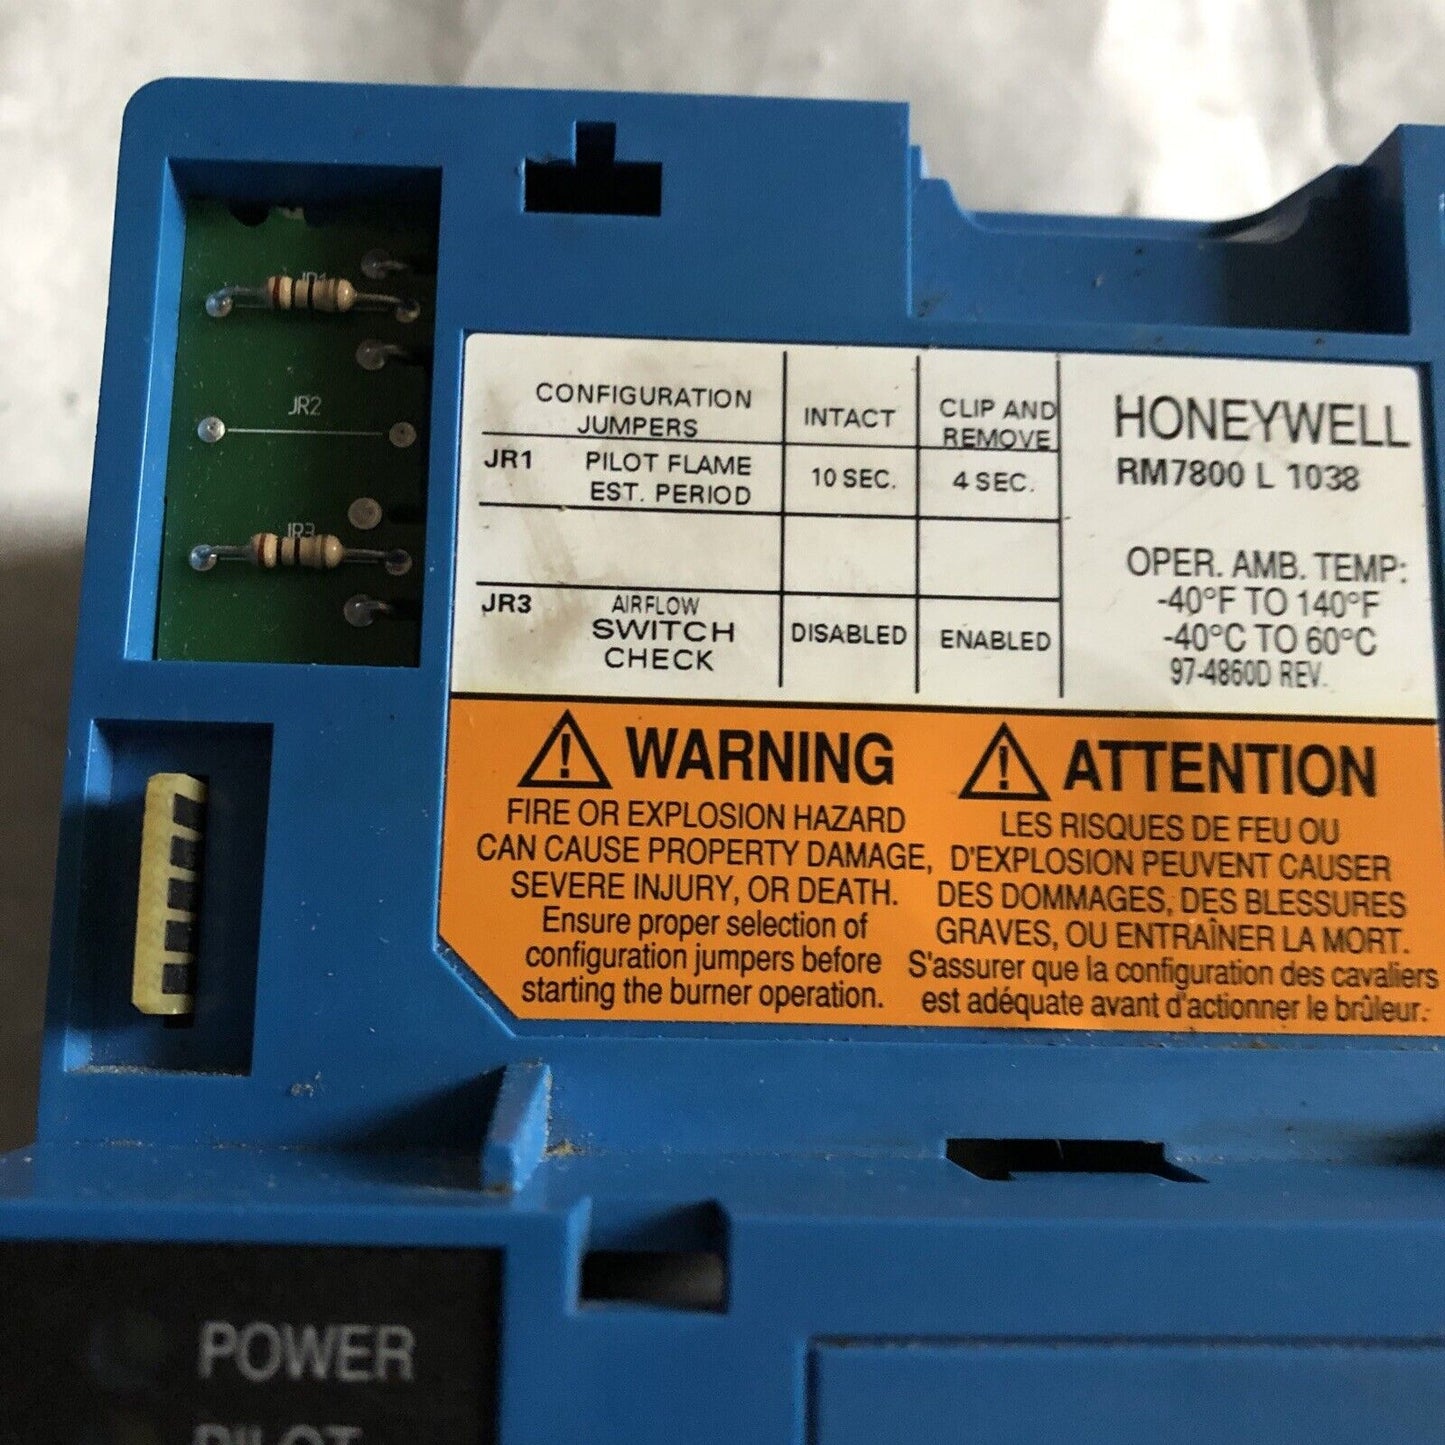 JR1
JR2
JR3
CONFIGURATION
JUMPERS
INTACT
CLIP AND
REMOVE
JR1 PILOT FLAME
EST. PERIOD
10 SEC.
4 SEC.
JR3 AIRFLOW
SWITCH
CHECK
DISABLED
ENABLED
HONEYWELL
RM7800 L 1038
OPER. AMB. TEMP:
-40°F TO 140°F
-40°C TO 60°C
97-4860D REV.
WARNING
FIRE OR EXPLOSION HAZARD
CAN CAUSE PROPERTY DAMAGE,
SEVERE INJURY, OR DEATH.
Ensure proper selection of
configuration jumpers before
starting the burner operation.
ATTENTION
LES RISQUES DE FEU OU
D'EXPLOSION PEUVENT CAUSER
DES DOMMAGES, DES BLESSURES
GRAVES, OU ENTRAÎNER LA MORT.
S'assurer que la configuration des cavaliers
est adéquate avant d'actionner le brûleur.
POWER
PILOT